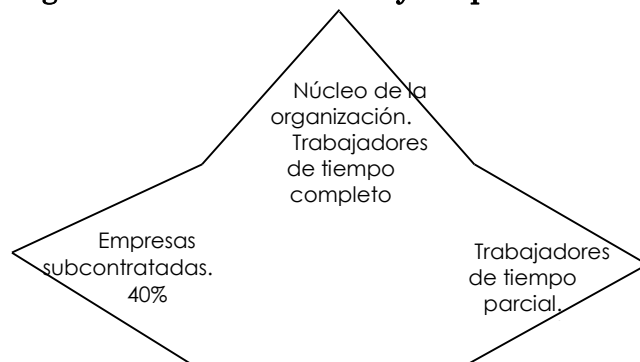 Núcleo de la
organización.
Trabajadores
de tiempo
completo
Empresas
subcontratadas.
40%
Trabajadores
de tiempo
parcial.